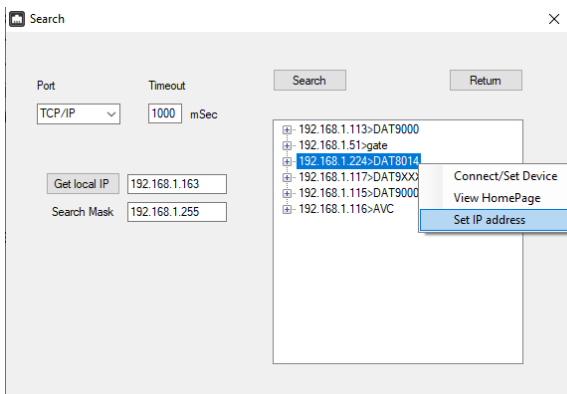 Search
Port
Timeout
Search
Return
TCP/IP
1000 mSec
Get local IP
192.168.1.163
Search Mask
192.168.1.255
192.168.1.113>DAT9000
192.168.1.51>gate
192.168.1.224>DAT8014
192.168.1.117>DAT9XXX
192.168.1.115>DAT9000
192.168.1.116>AVC
Connect/Set Device
View HomePage
Set IP address